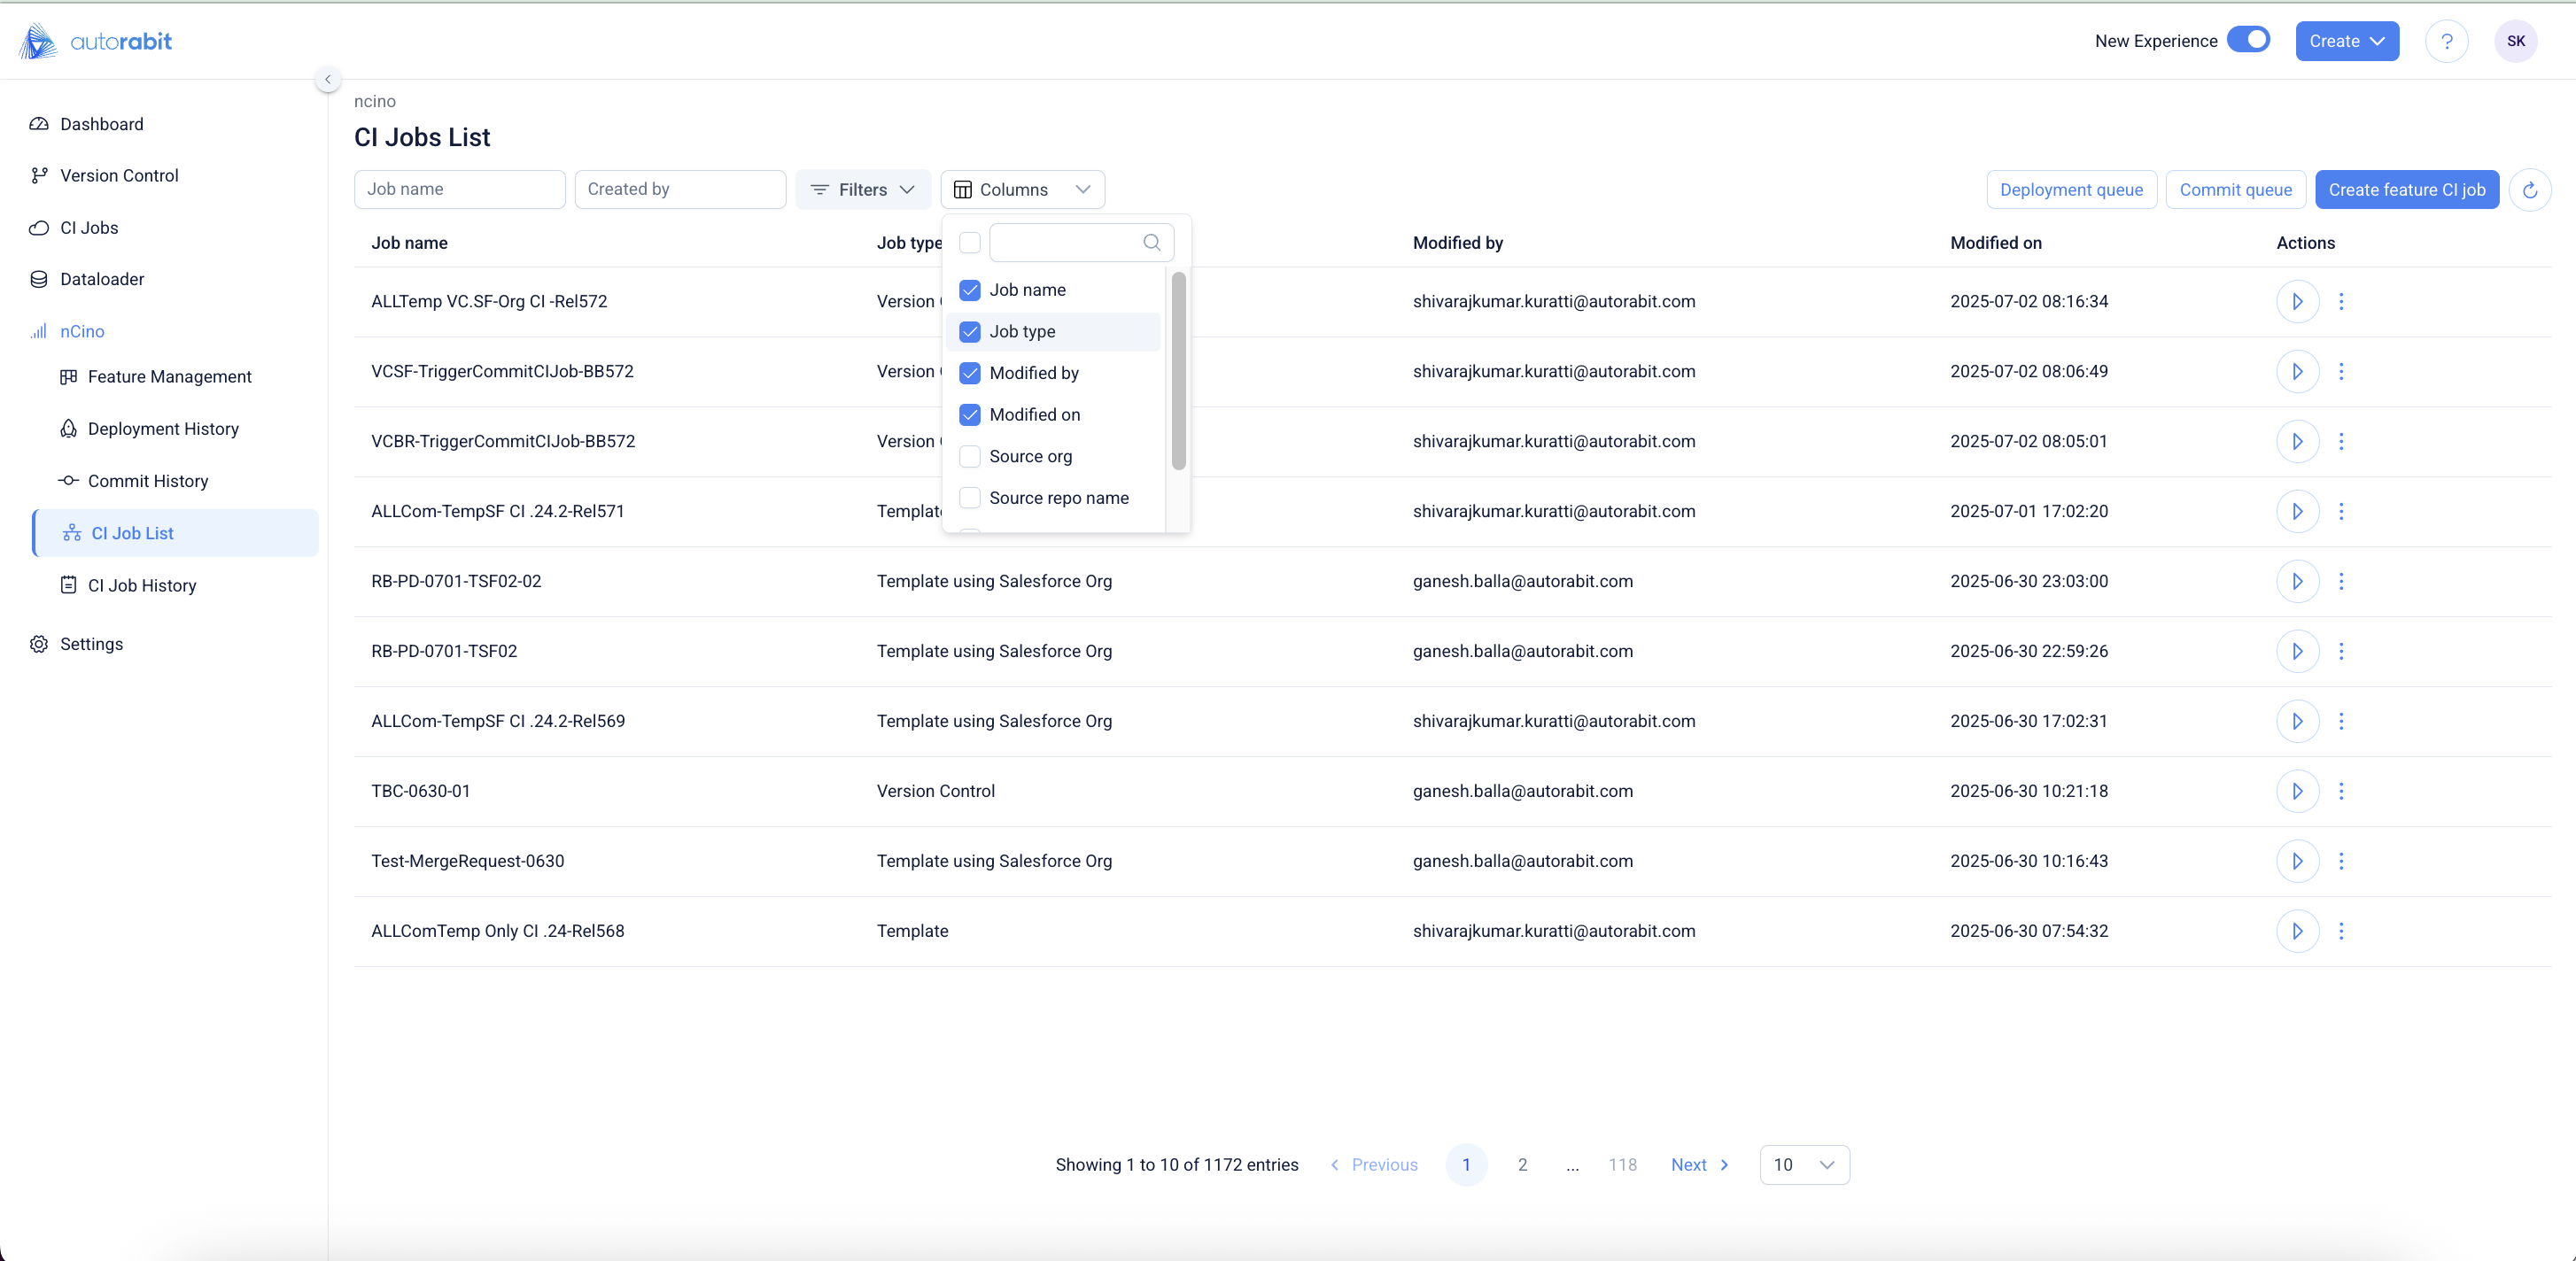 autorabit
New Experience
Create
?
SK
Dashboard
Version Control
CI Jobs
Dataloader
nCino
Feature Management
Deployment History
Commit History
CI Job List
CI Job History
Settings
ncino
CI Jobs List
Job name
Created by
Filters
Columns
Deployment queue
Commit queue
Create feature CI job
Job name
Job type
Modified by
Modified on
Source org
Source repo name
Job name Job type Modified by Modified on Actions
ALLTemp VC.SF-Org CI -Rel572 Version shivarajkumar.kuratti@autorabit.com 2025-07-02 08:16:34
VCSF-TriggerCommitCIJob-BB572 Version shivarajkumar.kuratti@autorabit.com 2025-07-02 08:06:49
VCBR-TriggerCommitCIJob-BB572 Version shivarajkumar.kuratti@autorabit.com 2025-07-02 08:05:01
ALLCom-TempSF CI .24.2-Rel571 shivarajkumar.kuratti@autorabit.com 2025-07-01 17:02:20
RB-PD-0701-TSF02-02 Template using Salesforce Org ganesh.balla@autorabit.com 2025-06-30 23:03:00
RB-PD-0701-TSF02 Template using Salesforce Org ganesh.balla@autorabit.com 2025-06-30 22:59:26
ALLCom-TempSF CI .24.2-Rel569 Template using Salesforce Org shivarajkumar.kuratti@autorabit.com 2025-06-30 17:02:31
TBC-0630-01 Version Control ganesh.balla@autorabit.com 2025-06-30 10:21:18
Test-MergeRequest-0630 Template using Salesforce Org ganesh.balla@autorabit.com 2025-06-30 10:16:43
ALLComTemp Only CI .24-Rel568 Template shivarajkumar.kuratti@autorabit.com 2025-06-30 07:54:32
Showing 1 to 10 of 1172 entries Previous 1 2 ... 118 Next 10